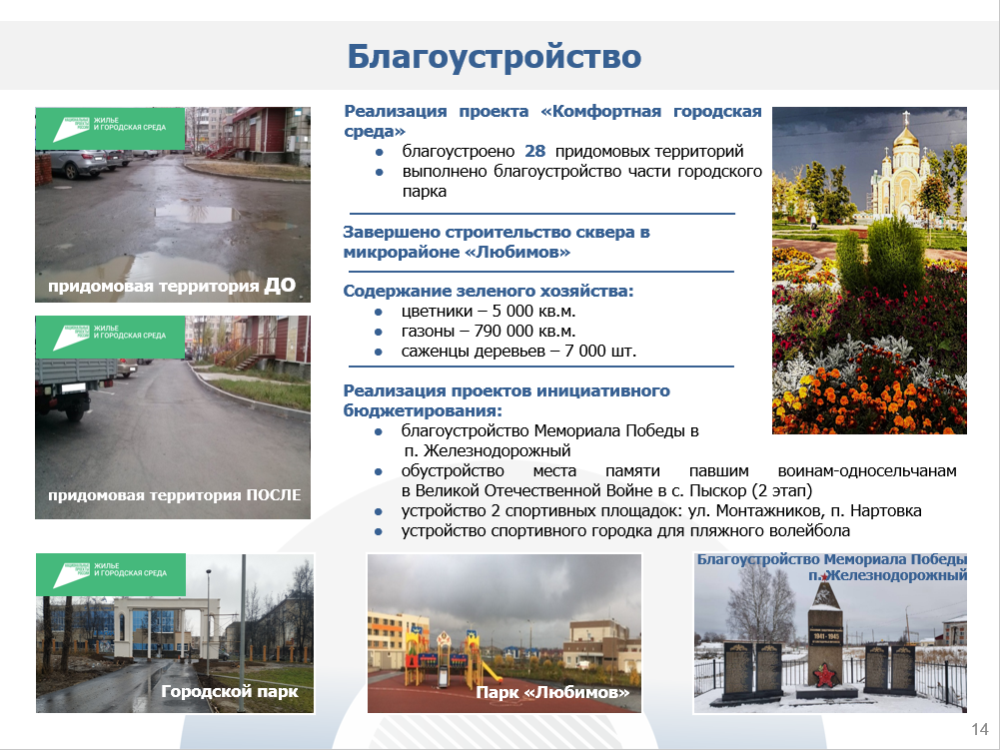 Благоустройство
ЖИЛЬЕ
И ГОРОДСКАЯ СРЕДА
придомовая территория ДО
ЖИЛЬЕ
И ГОРОДСКАЯ СРЕДА
придомовая территория ПОСЛЕ
Реализация проекта «Комфортная городская
среда»
● благоустроено 28 придомовых территорий
● выполнено благоустройство части городского
парка
Завершено строительство сквера в
микрорайоне «Любимов»
Содержание зеленого хозяйства:
● цветники – 5 000 кв.м.
● газоны – 790 000 кв.м.
● саженцы деревьев – 7 000 шт.
Реализация проектов инициативного
бюджетирования:
● благоустройство Мемориала Победы в
п. Железнодорожный
● обустройство места памяти павшим воинам-односельчанам
в Великой Отечественной Войне в с. Пыскор (2 этап)
● устройство 2 спортивных площадок: ул. Монтажников, п. Нартовка
● устройство спортивного городка для пляжного волейбола
ЖИЛЬЕ
И ГОРОДСКАЯ СРЕДА
Городской парк
Парк «Любимов»
Благоустройство Мемориала Победы
п. Железнодорожный
1941-1945
14